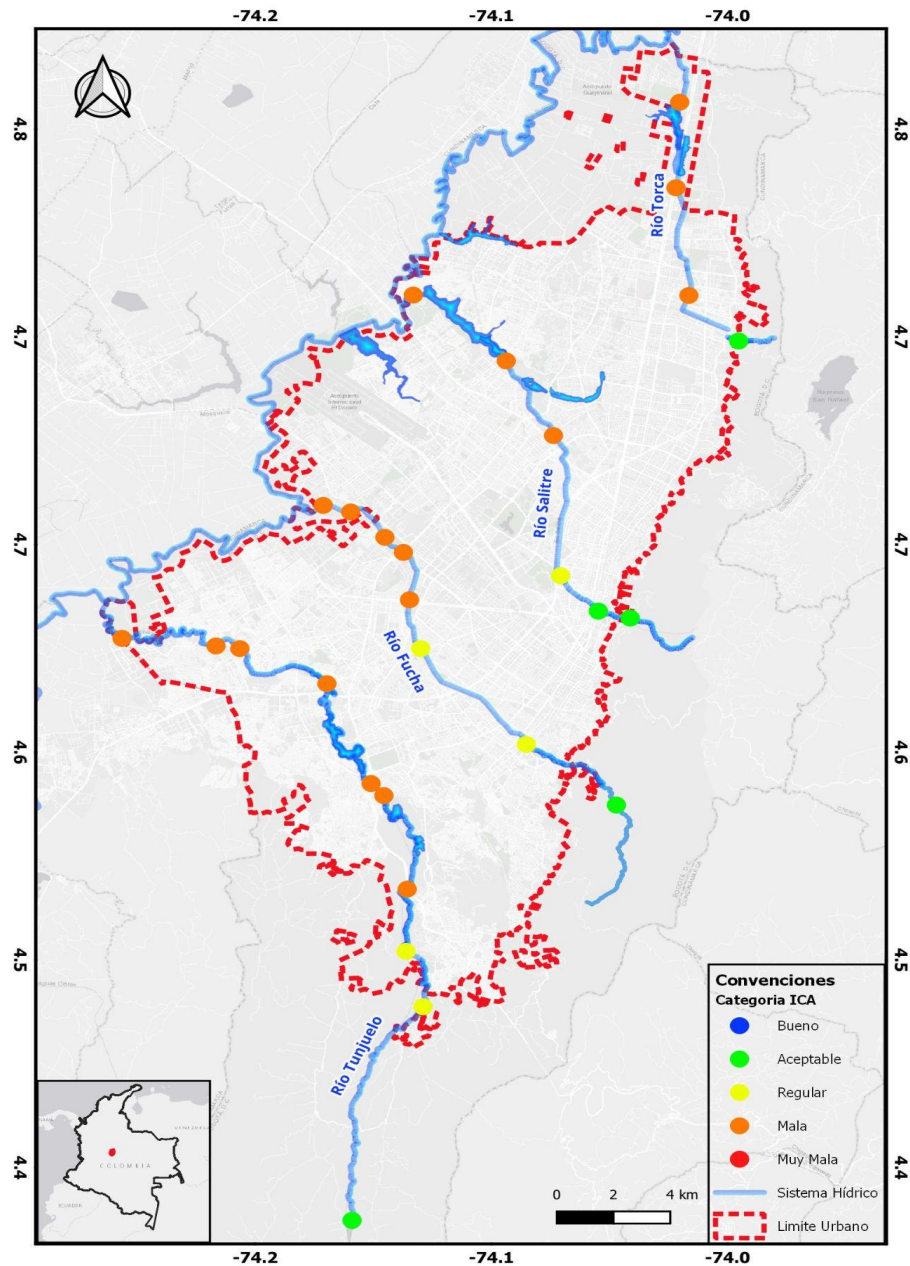 -74.2 -74.1 -74.0
4.8
4.8
Río Torca
4.7
4.7
Río Salitre
4.7
4.7
Río Fucha
4.6
4.6
4.5
4.5
Río Tunjuelo
4.4
4.4
Convenciones
Categoria ICA
Bueno
Aceptable
Regular
Mala
Muy Mala
Sistema Hídrico
Limite Urbano
COLOMBIA
ECUADOR
0 2 4 km
-74.2 -74.1 -74.0